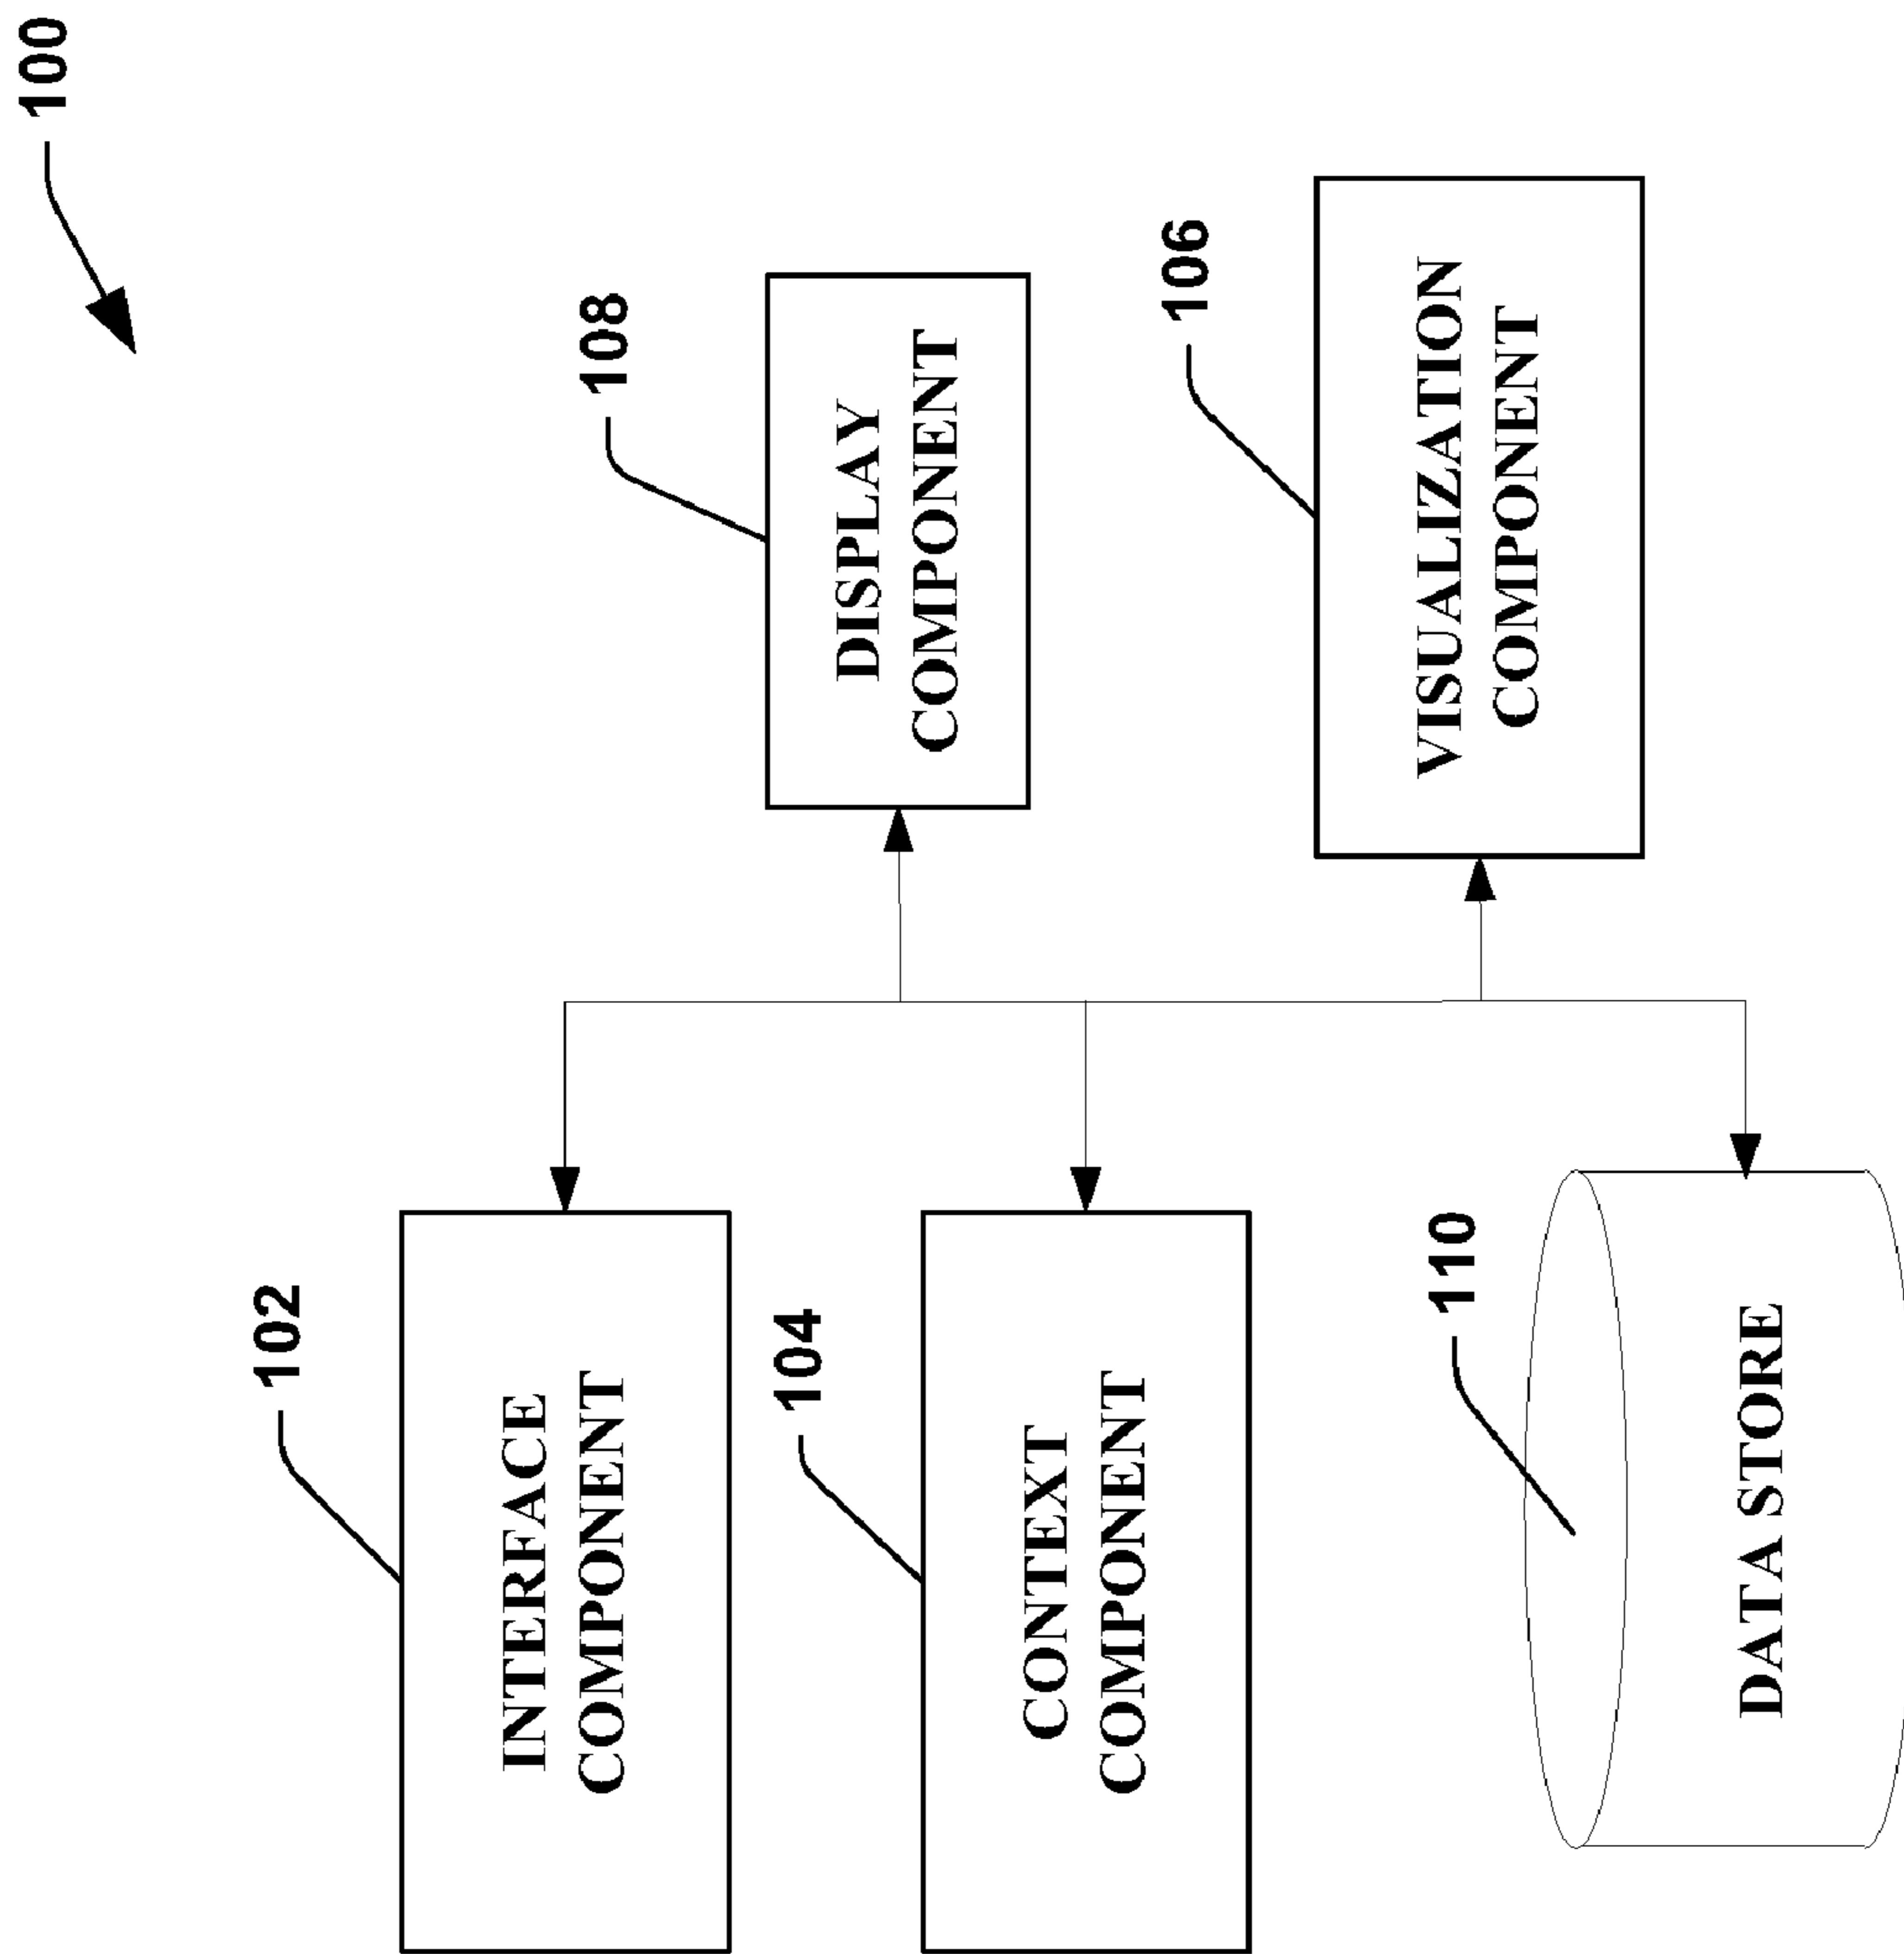 100
102
INTERFACE
COMPONENT
108
DISPLAY
COMPONENT
104
CONTEXT
COMPONENT
106
VISUALIZATION
COMPONENT
110
DATA STORE